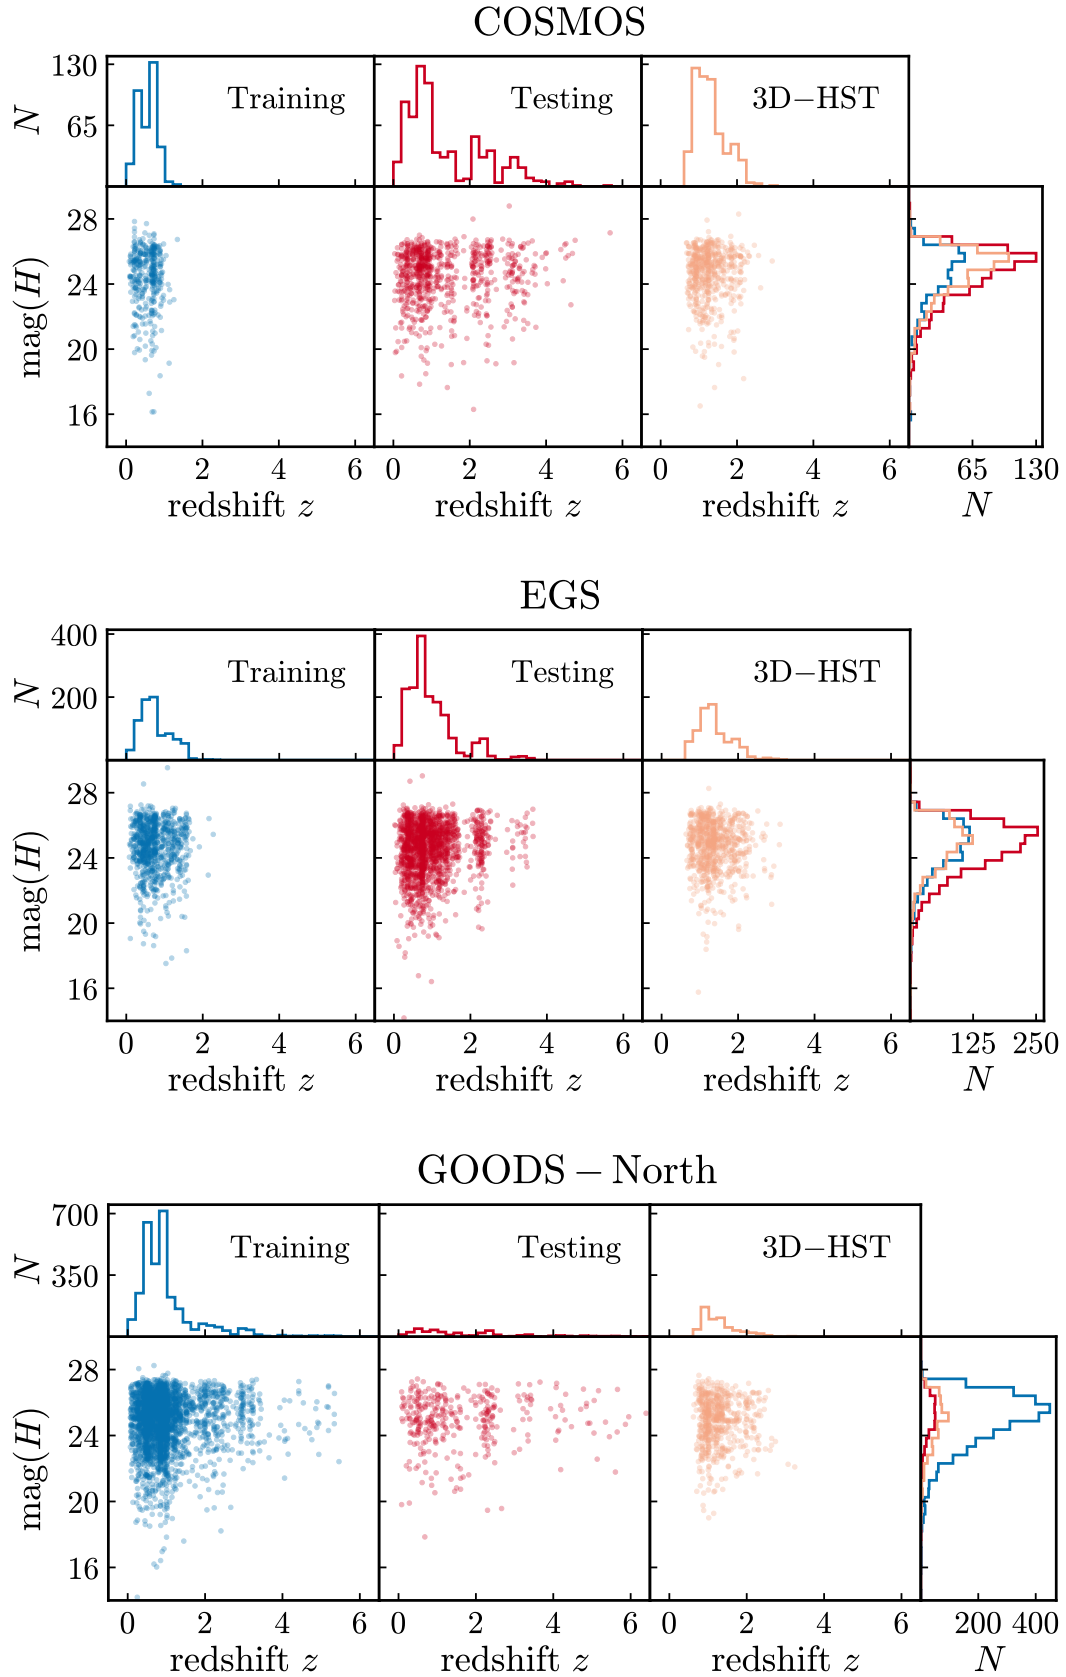 COSMOS
130
65
N
Training
Testing
3D−HST
28
24
20
16
mag(H)
0 2 4 6
0 2 4 6
0 2 4 6
65 130
redshift z
redshift z
redshift z
N
EGS
400
200
N
Training
Testing
3D−HST
28
24
20
16
mag(H)
0 2 4 6
0 2 4 6
0 2 4 6
125 250
redshift z
redshift z
redshift z
N
GOODS – North
700
350
N
Training
Testing
3D−HST
28
24
20
16
mag(H)
0 2 4 6
0 2 4 6
0 2 4 6
200 400
redshift z
redshift z
redshift z
N